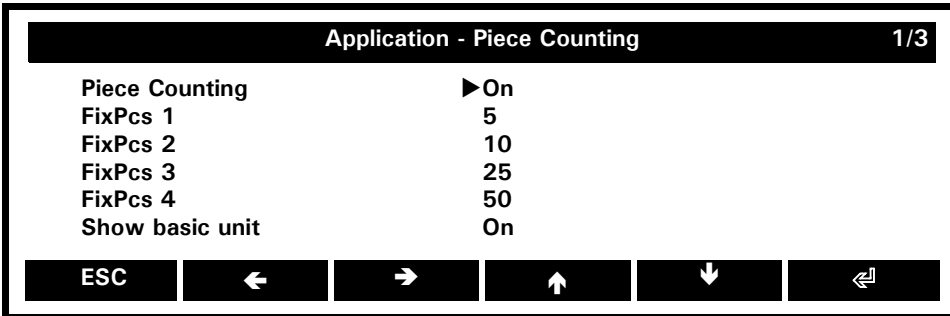 Application - Piece Counting 1/3
Piece Counting ▶On
FixPcs 1 5
FixPcs 2 10
FixPcs 3 25
FixPcs 4 50
Show basic unit On
ESC ← → ↑ ↓ ↵